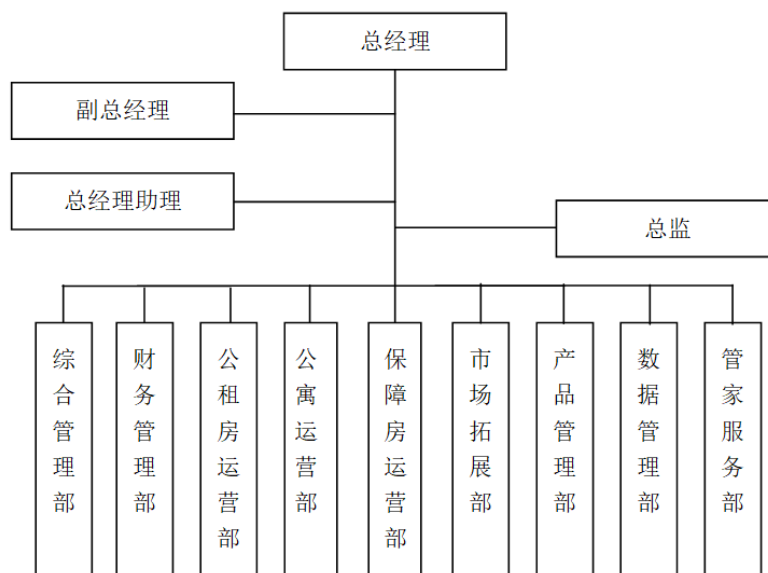 总经理
副总经理
总经理助理
总监
综合管理部
财务管理部
公租房运营部
公寓运营部
保障房运营部
市场拓展部
产品管理部
数据管理部
管家服务部